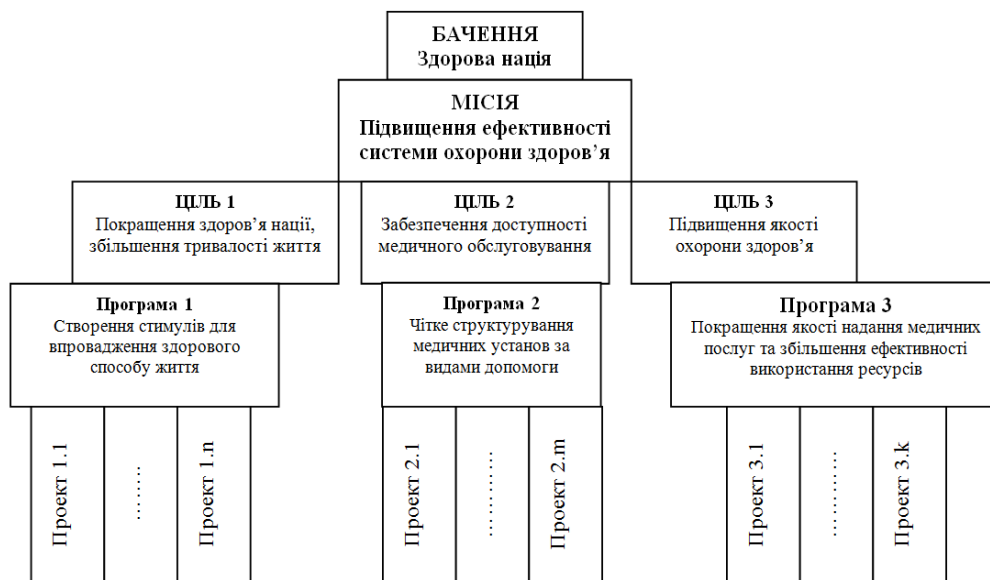 БАЧЕННЯ
Здорова нація
МІСІЯ
Підвищення ефективності
системи охорони здоров’я
ЦІЛЬ 1
Покращення здоров’я нації,
збільшення тривалості життя
ЦІЛЬ 2
Забезпечення доступності
медичного обслуговування
ЦІЛЬ 3
Підвищення якості
охорони здоров’я
Програма 1
Створення стимулів для
впровадження здорового
способу життя
Програма 2
Чітке структурування
медичних установ за
видами допомоги
Програма 3
Покращення якості надання медичних
послуг та збільшення ефективності
використання ресурсів
Проект 1.1
………
Проект 1.n
Проект 2.1
…………
Проект 2.m
Проект 3.1
………
Проект 3.k